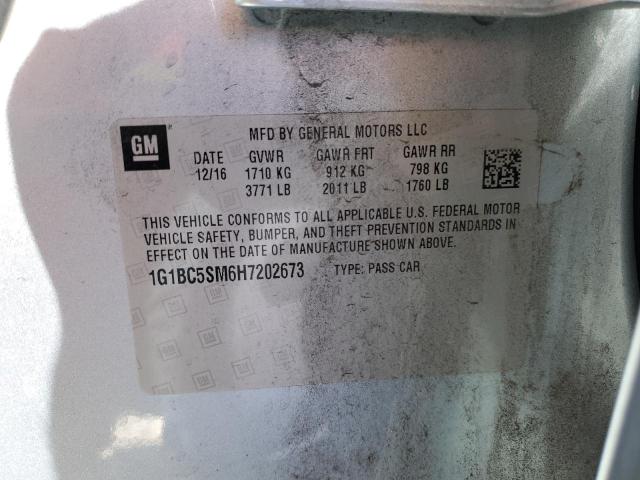 GM
MFD BY GENERAL MOTORS LLC
DATE GVWR GAWR FRT GAWR RR
12/16 1710 KG 912 KG 798 KG
3771 LB 2011 LB 1760 LB
THIS VEHICLE CONFORMS TO ALL APPLICABLE U.S. FEDERAL MOTOR
VEHICLE SAFETY, BUMPER, AND THEFT PREVENTION STANDARDS IN
EFFECT ON THE DATE OF MANUFACTURE SHOWN ABOVE.
1G1BC5SM6H7202673 TYPE: PASS CAR